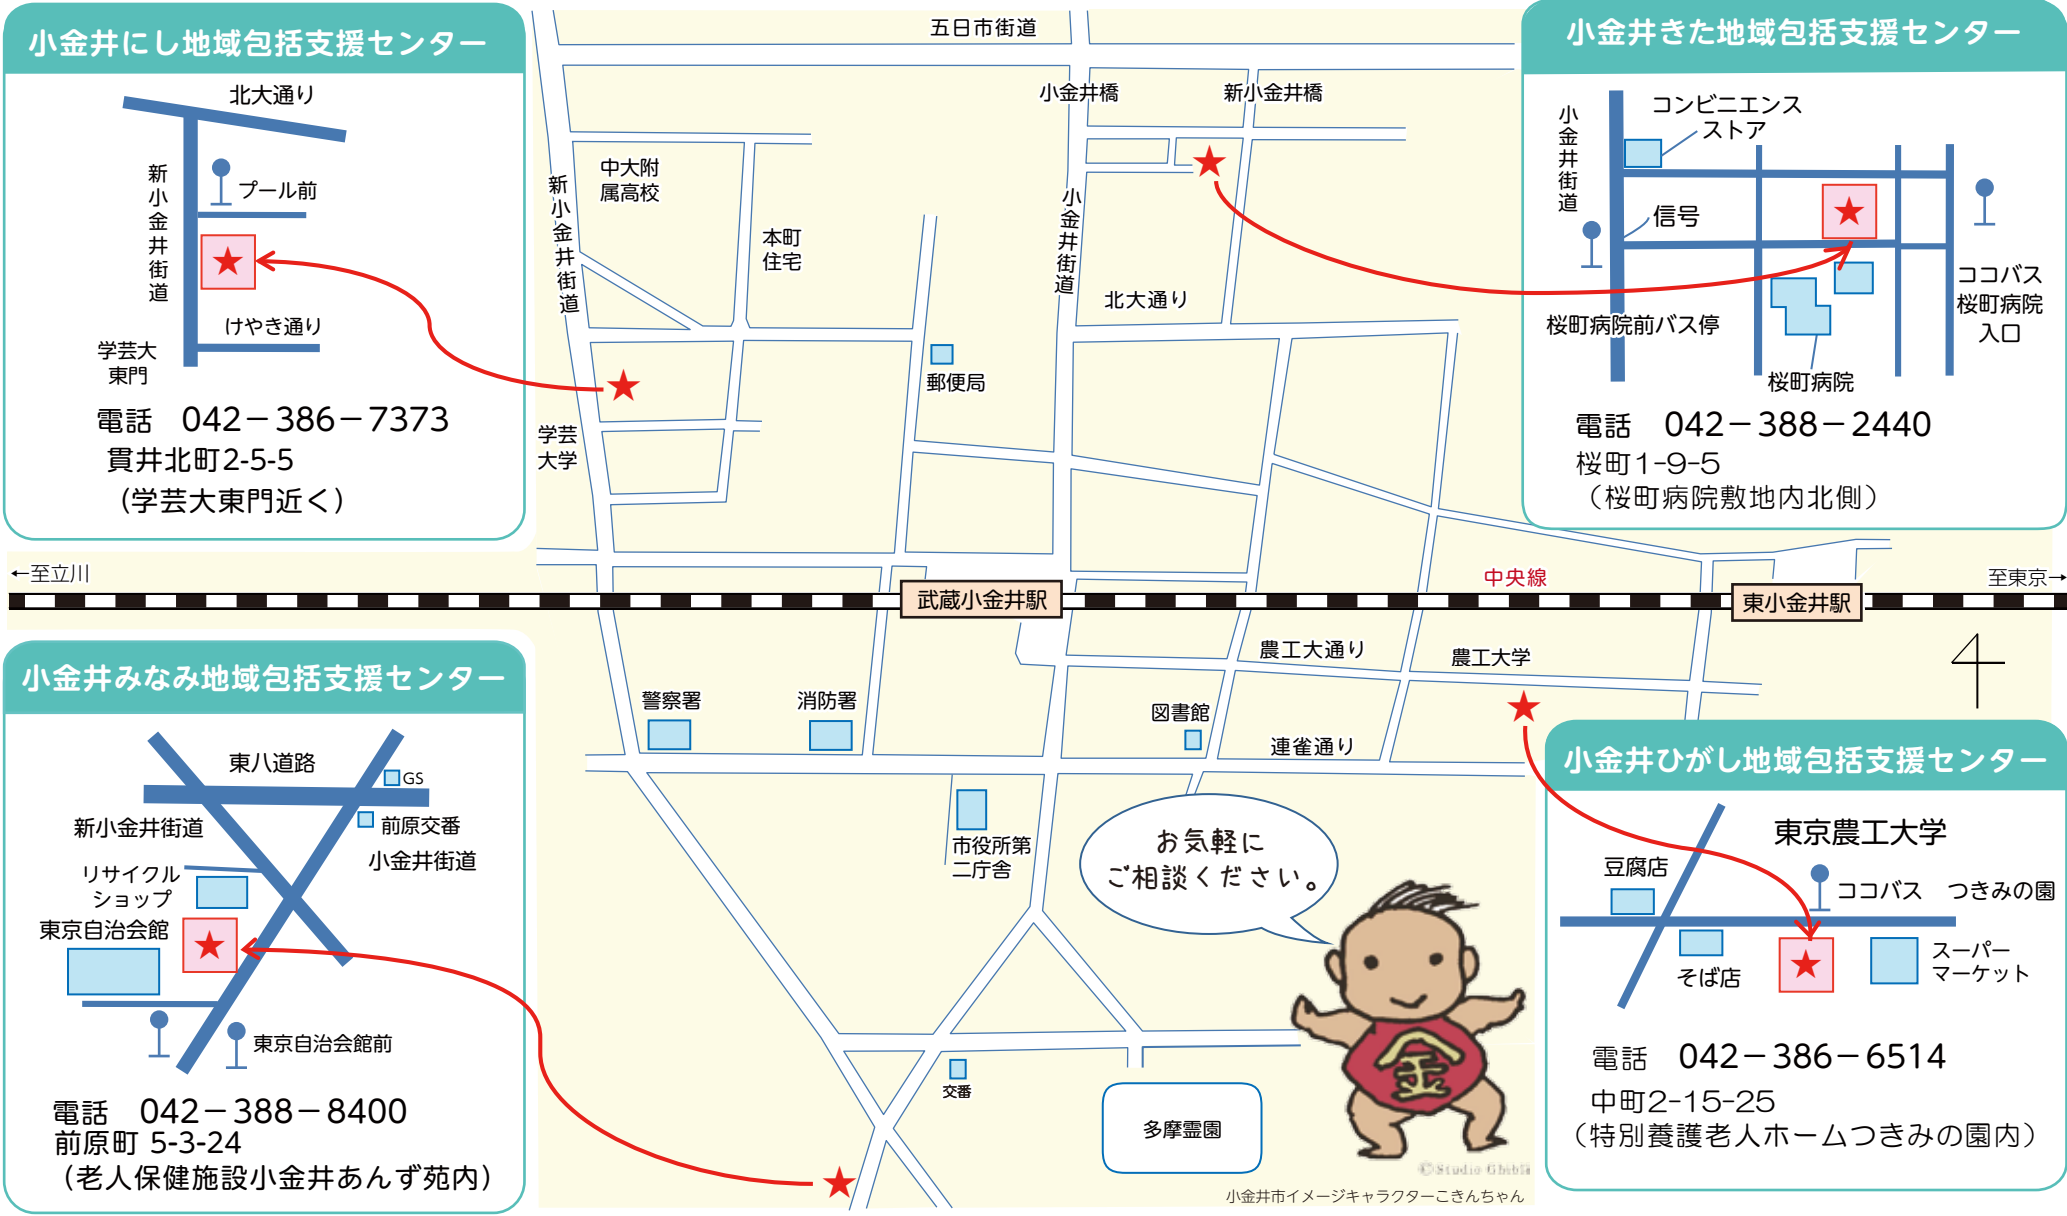 小金井にし地域包括支援センター
北大通り
新小金井街道
プール前
けやき通り
学芸大
東門
電話　042－386－7373
貫井北町2-5-5
（学芸大東門近く）
五日市街道
小金井橋
新小金井橋
中大附
属高校
新小金井街道
本町
住宅
小金井街道
北大通り
郵便局
学芸
大学
小金井きた地域包括支援センター
小金井街道
コンビニエンス
ストア
信号
ココバス
桜町病院
入口
桜町病院前バス停
桜町病院
電話　042－388－2440
桜町1-9-5
（桜町病院敷地内北側）
←至立川
中央線
至東京→
武蔵小金井駅
東小金井駅
農工大通り
農工大学
警察署
消防署
図書館
連雀通り
市役所第
二庁舎
お気軽に
ご相談ください。
金
交番
多摩霊園
©Studio Ghibli
小金井市イメージキャラクターこきんちゃん
小金井みなみ地域包括支援センター
東八道路
GS
新小金井街道
前原交番
小金井街道
リサイクル
ショップ
東京自治会館
東京自治会館前
電話　042－388－8400
前原町 5-3-24
（老人保健施設小金井あんず苑内）
小金井ひがし地域包括支援センター
東京農工大学
豆腐店
ココバス　つきみの園
そば店
スーパー
マーケット
電話　042－386－6514
中町2-15-25
（特別養護老人ホームつきみの園内）